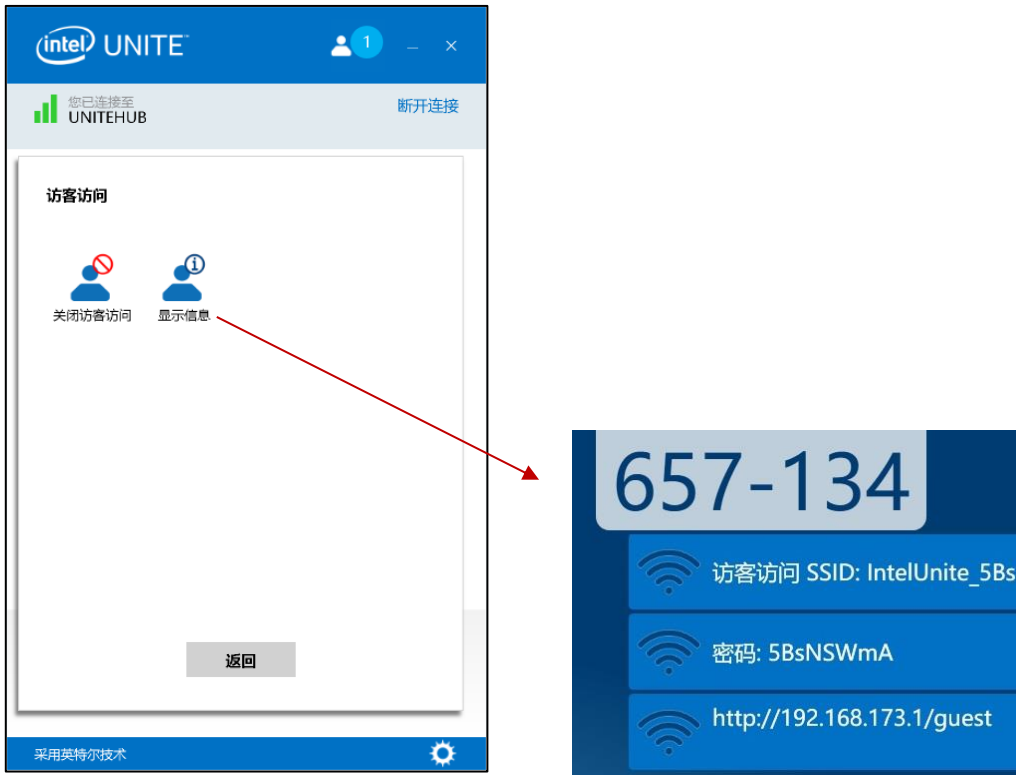 intel UNITE™
1
您已连接至
UNITEHUB
断开连接
访客访问
关闭访客访问
显示信息
返回
采用英特尔技术
657-134
访客访问 SSID: IntelUnite_5Bs
密码: 5BsNSWmA
http://192.168.173.1/guest